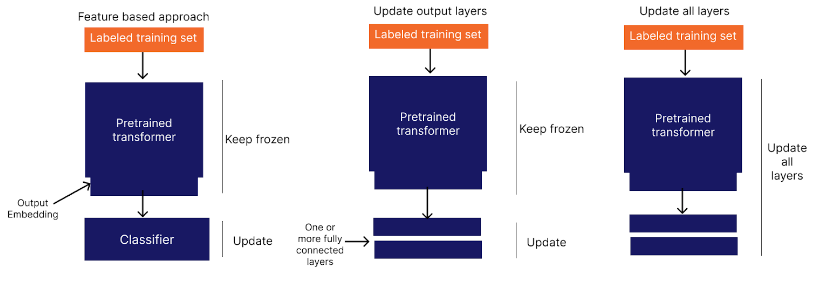 Feature based approach
Labeled training set
Pretrained
transformer
Keep frozen
Output
Embedding
Classifier
Update
Update output layers
Labeled training set
Pretrained
transformer
Keep frozen
One or
more fully
connected
layers
Update
Update all layers
Labeled training set
Pretrained
transformer
Update
all
layers